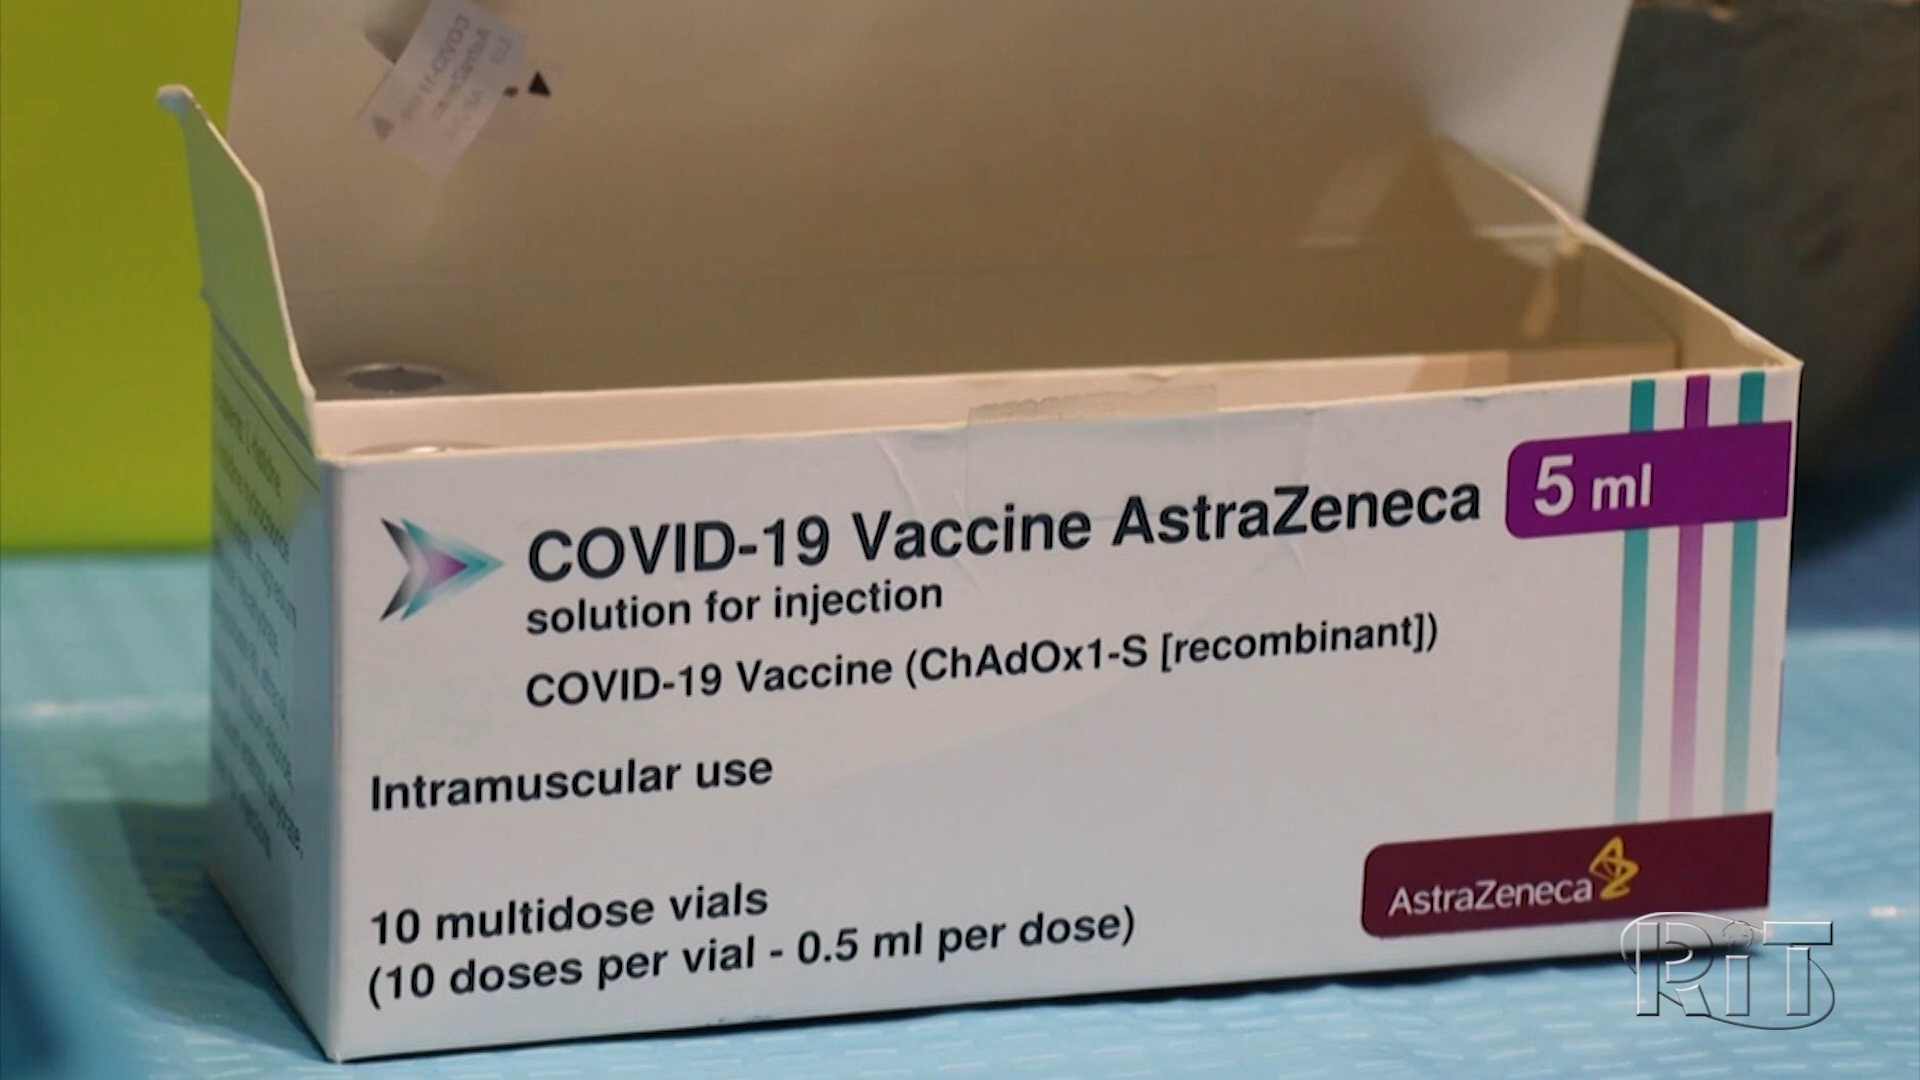 COVID-19 Vaccine AstraZeneca
5 ml
solution for injection
COVID-19 Vaccine (ChAdOx1-S [recombinant])
Intramuscular use
10 multidose vials
(10 doses per vial - 0.5 ml per dose)
AstraZeneca
RiT